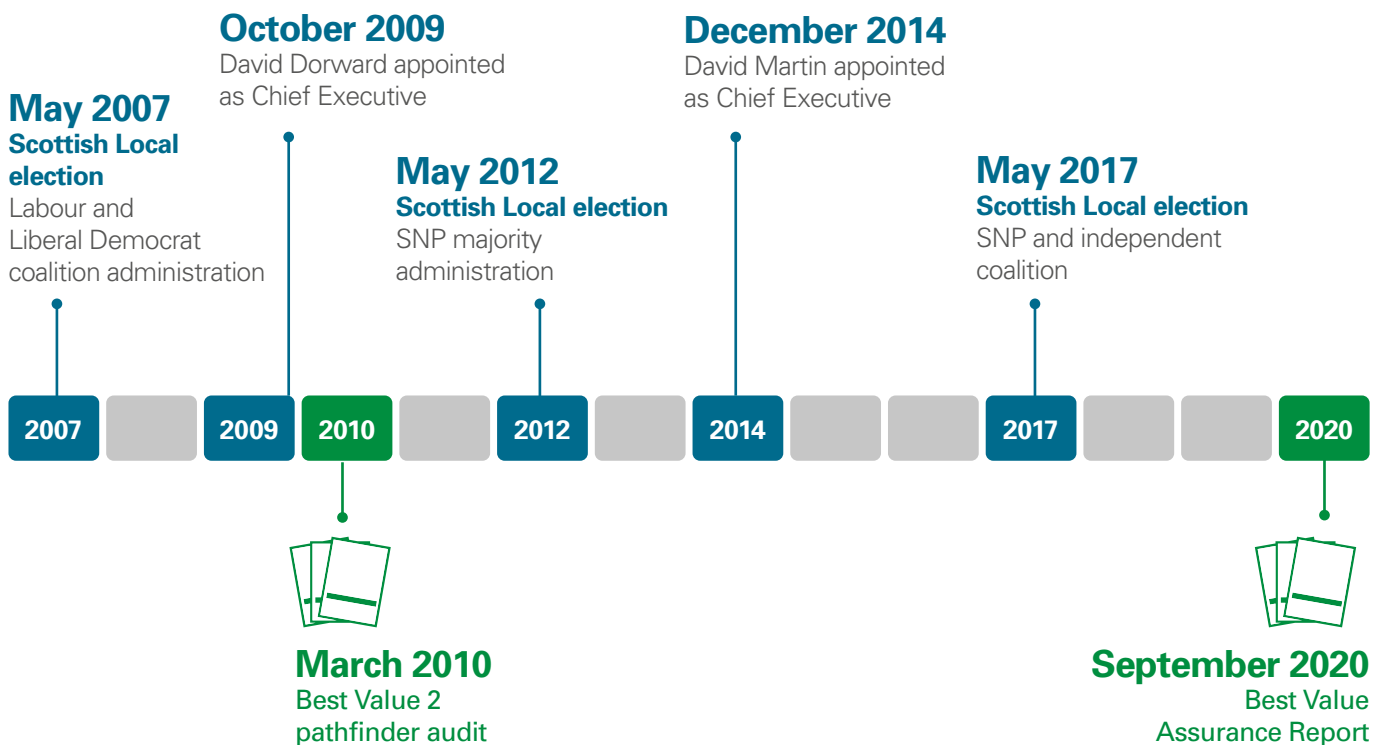 October 2009
David Dorward appointed
as Chief Executive
December 2014
David Martin appointed
as Chief Executive
May 2007
Scottish Local
election
Labour and
Liberal Democrat
coalition administration
May 2012
Scottish Local election
SNP majority
administration
May 2017
Scottish Local election
SNP and independent
coalition
2007
2009
2010
2012
2014
2017
2020
March 2010
Best Value 2
pathfinder audit
September 2020
Best Value
Assurance Report